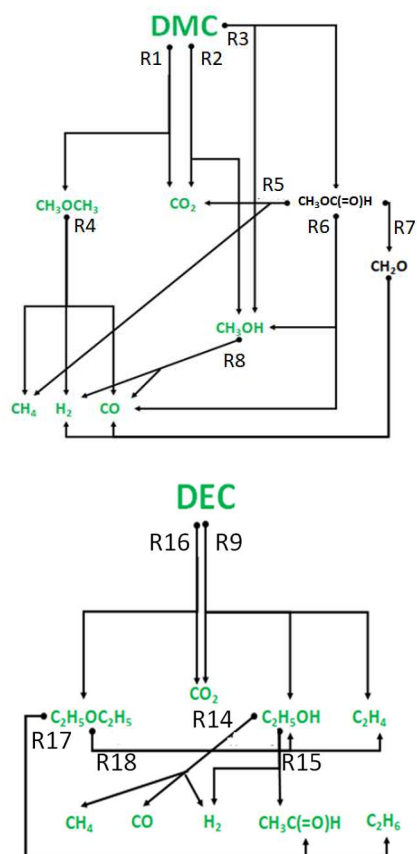 DMC
R1 R2 R3
CH₃OCH₃ CO₂ R5 CH₃OC(=O)H
R4 R6 R7
CH₂O
CH₃OH
R8
CH₄ H₂ CO
DEC
R16 R9
CO₂
C₂H₅OC₂H₅ R14 C₂H₅OH C₂H₄
R17 R18 R15
CH₄ CO H₂ CH₃C(=O)H C₂H₆